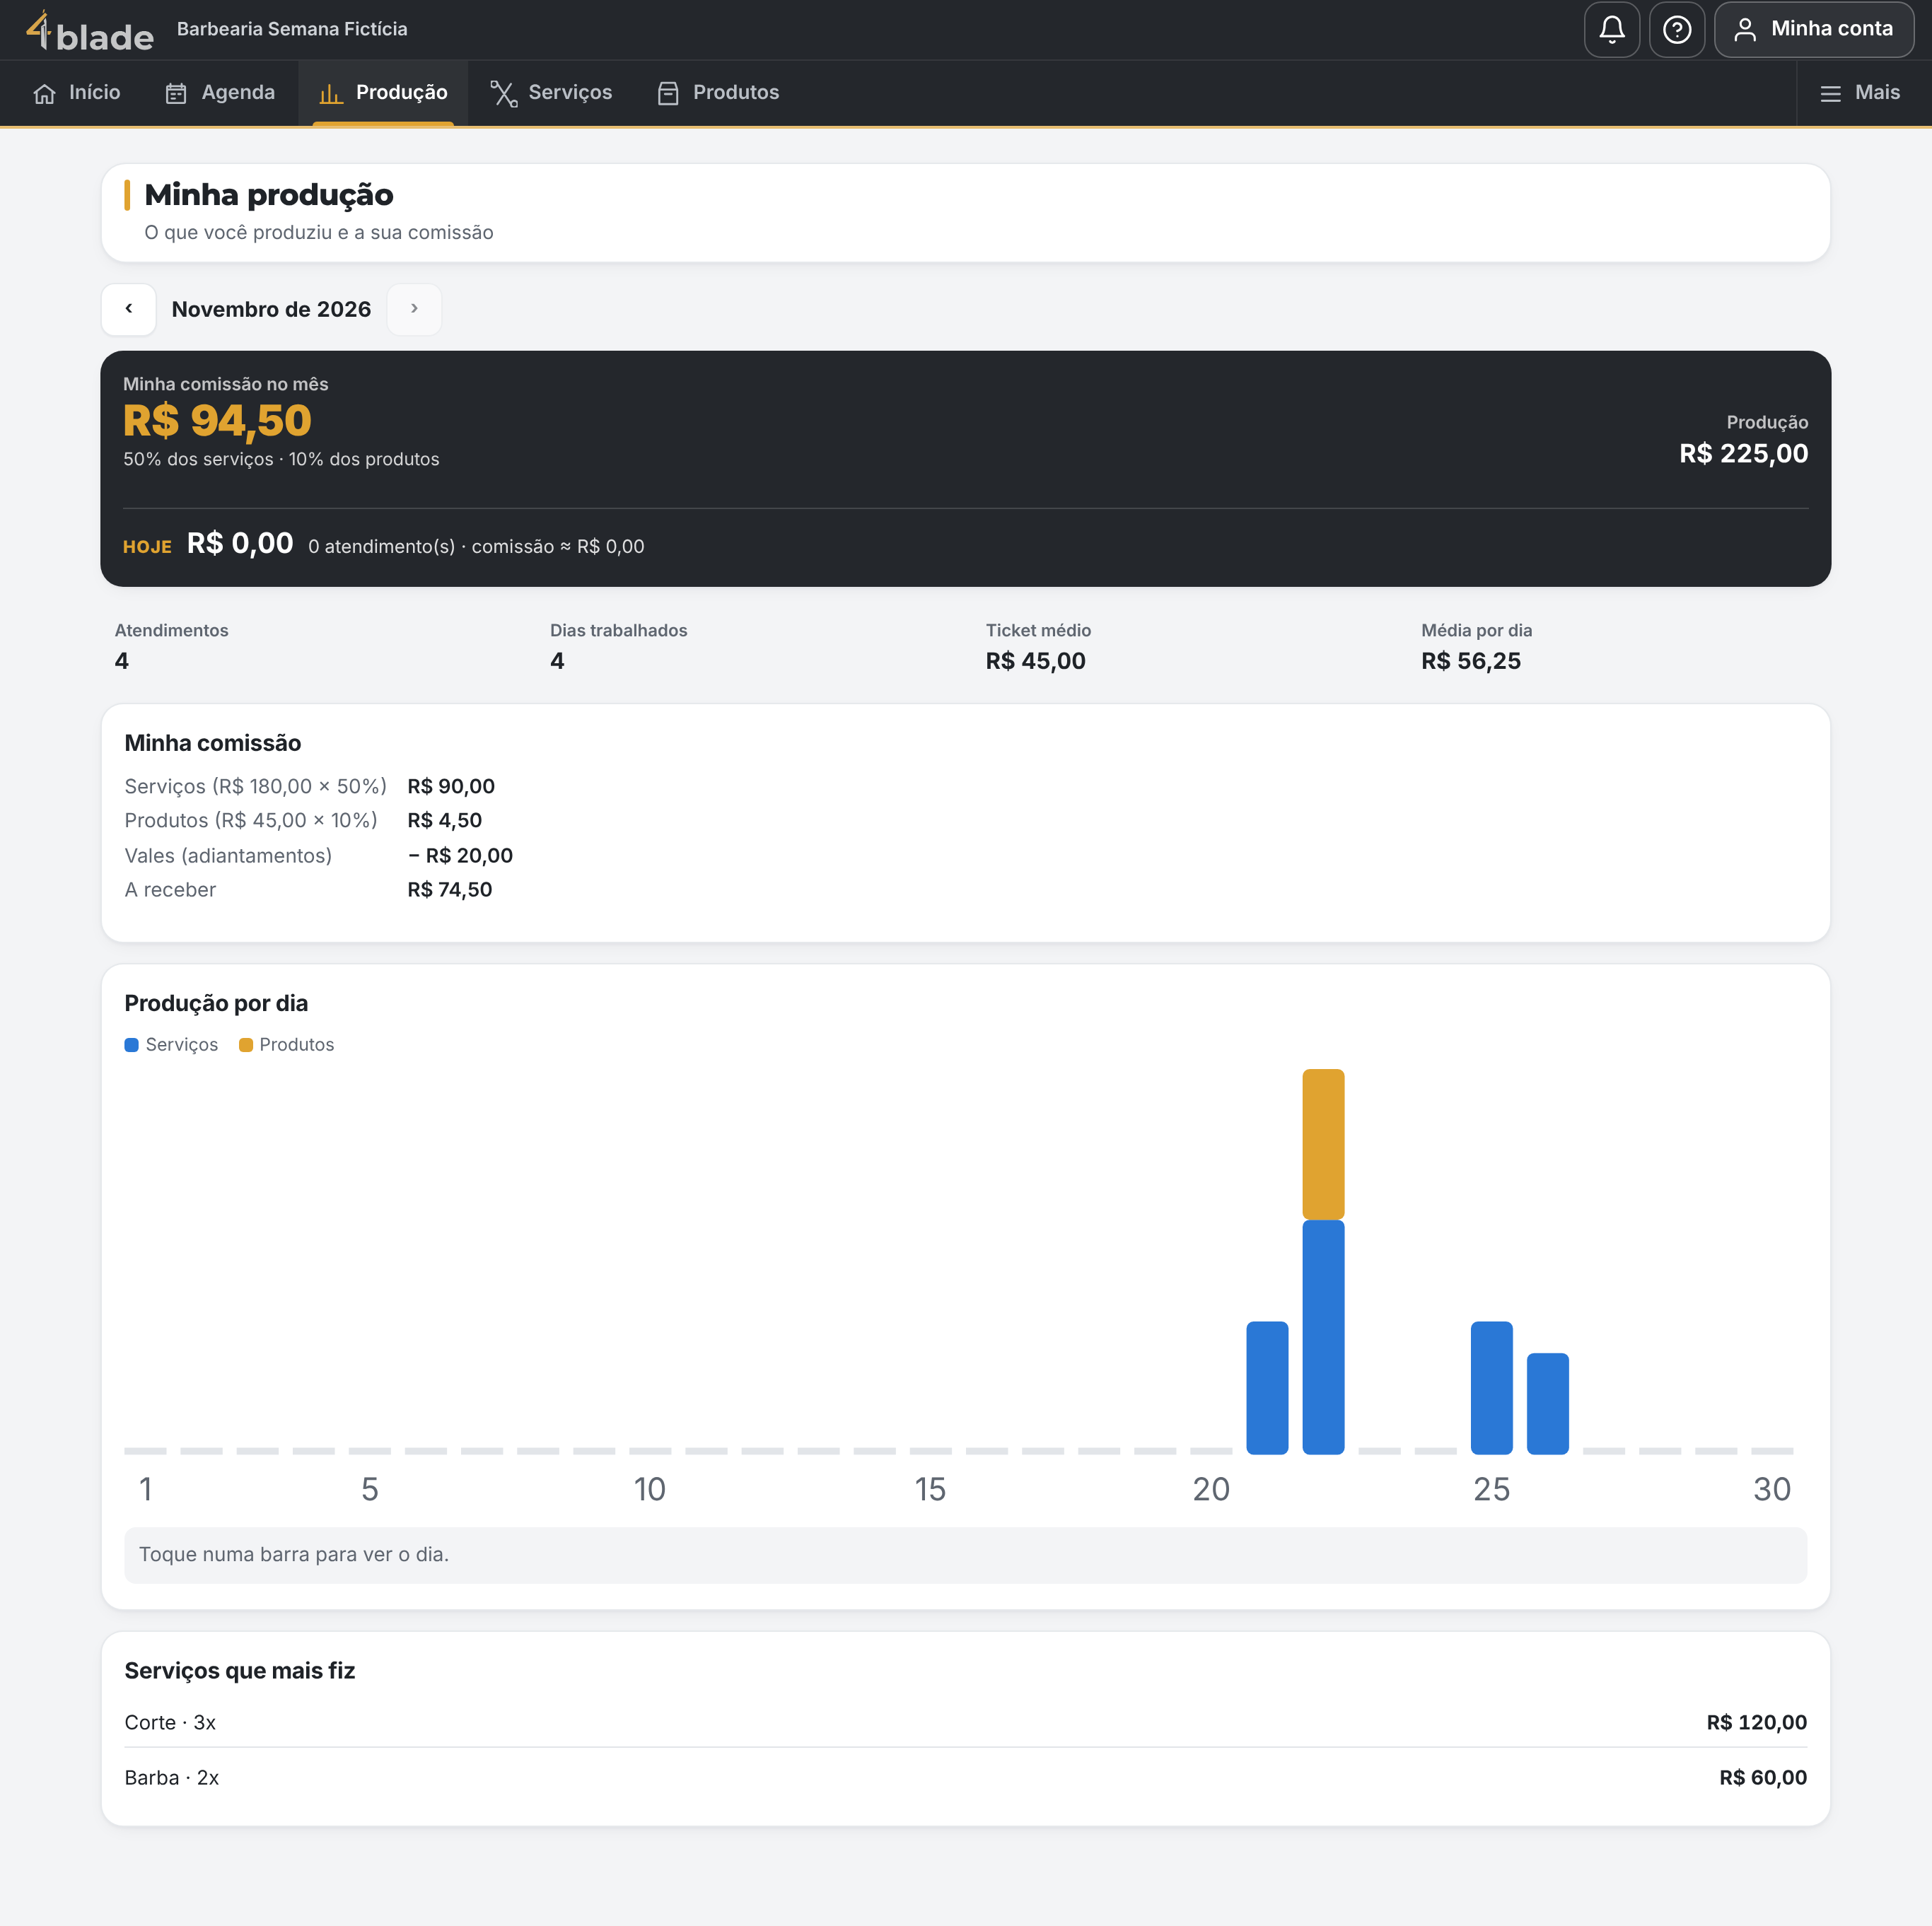 4blade Barbearia Semana Fictícia Minha conta
Início Agenda Produção Serviços Produtos Mais
Minha produção
O que você produziu e a sua comissão
‹ Novembro de 2026 ›
Minha comissão no mês
R$ 94,50
50% dos serviços · 10% dos produtos
Produção
R$ 225,00
HOJE R$ 0,00 0 atendimento(s) · comissão ≈ R$ 0,00
Atendimentos
4
Dias trabalhados
4
Ticket médio
R$ 45,00
Média por dia
R$ 56,25
Minha comissão
Serviços (R$ 180,00 × 50%) R$ 90,00
Produtos (R$ 45,00 × 10%) R$ 4,50
Vales (adiantamentos) − R$ 20,00
A receber R$ 74,50
Produção por dia
Serviços Produtos
1 5 10 15 20 25 30
Toque numa barra para ver o dia.
Serviços que mais fiz
Corte · 3x R$ 120,00
Barba · 2x R$ 60,00